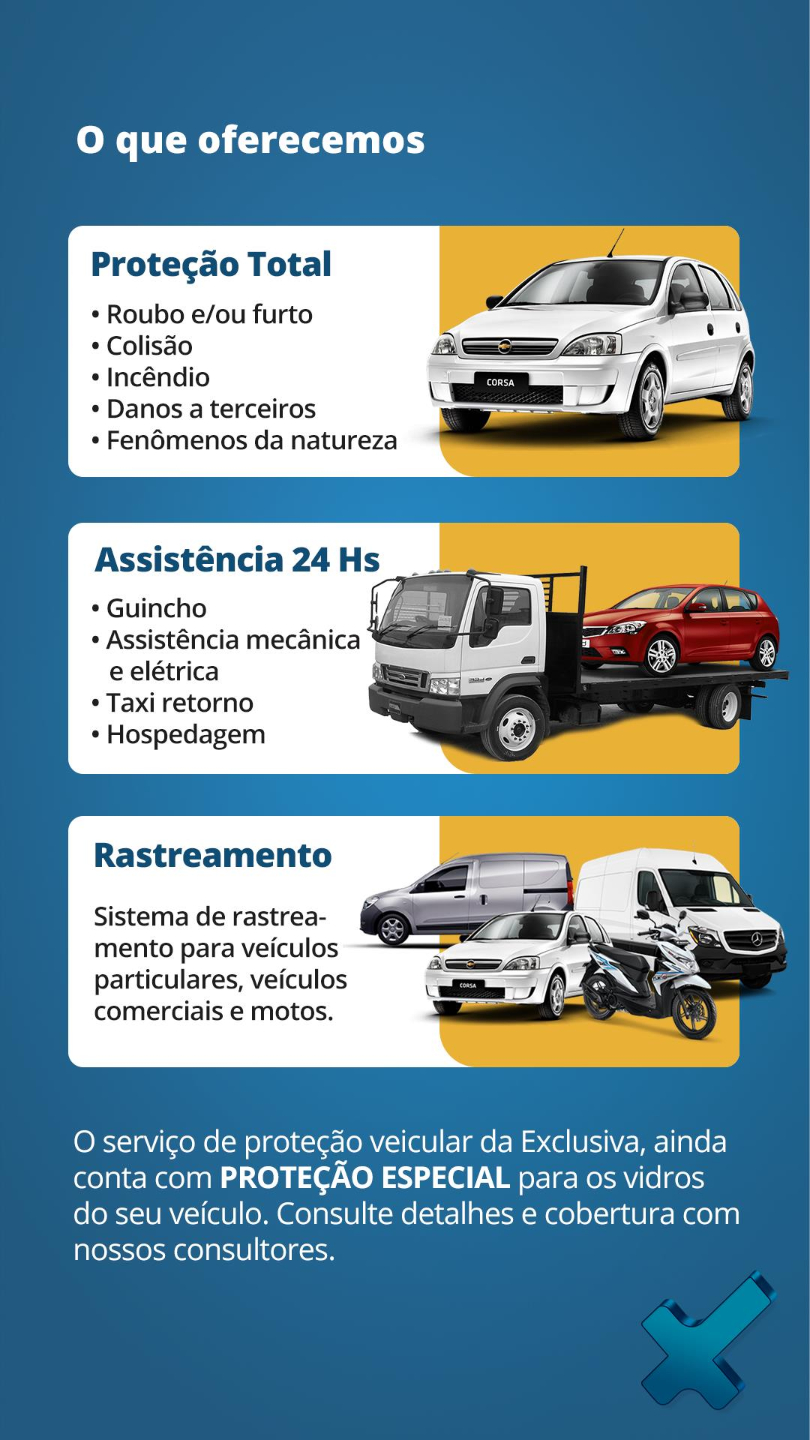 O que oferecemos
Proteção Total
• Roubo e/ou furto
• Colisão
• Incêndio
• Danos a terceiros
• Fenômenos da natureza
CORSA
Assistência 24 Hs
• Guincho
• Assistência mecânica
e elétrica
• Taxi retorno
• Hospedagem
Rastreamento
Sistema de rastrea-
mento para veículos
particulares, veículos
comerciais e motos.
CORSA
O serviço de proteção veicular da Exclusiva, ainda
conta com PROTEÇÃO ESPECIAL para os vidros
do seu veículo. Consulte detalhes e cobertura com
nossos consultores.